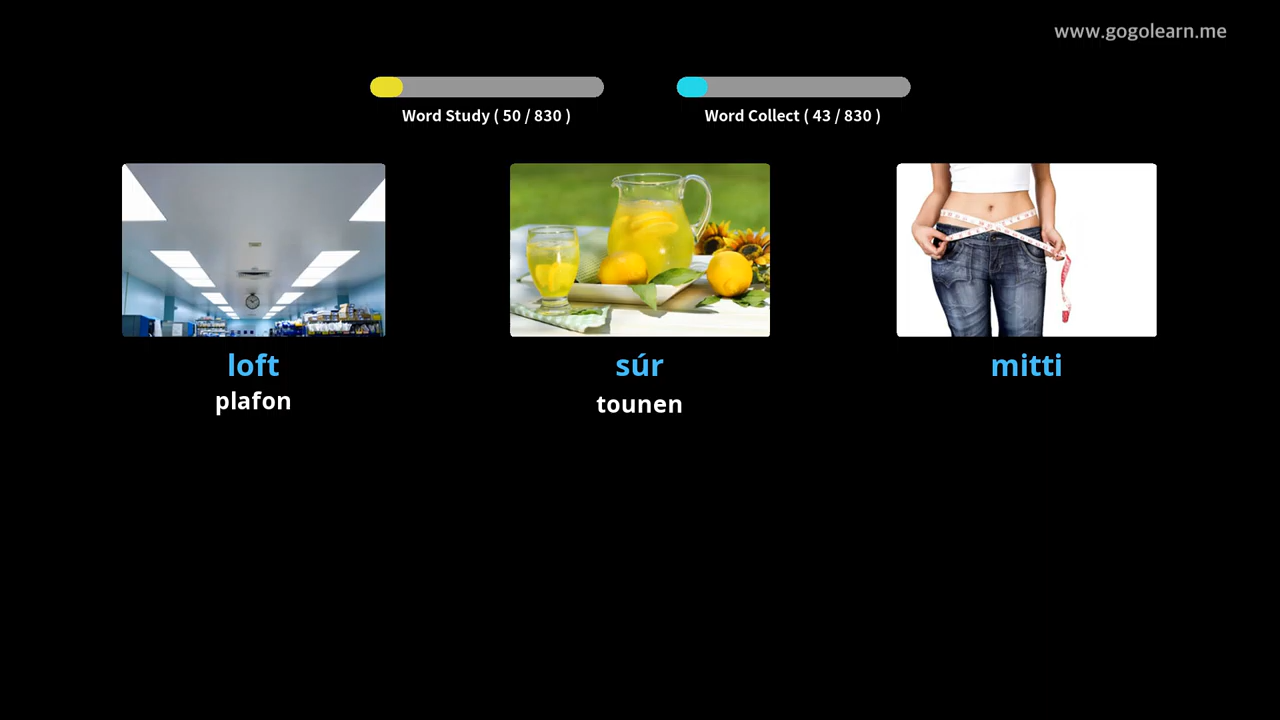 www.gogolearn.me
Word Study ( 50 / 830 )
Word Collect ( 43 / 830 )
loft
súr
mitti
plafon
tounen